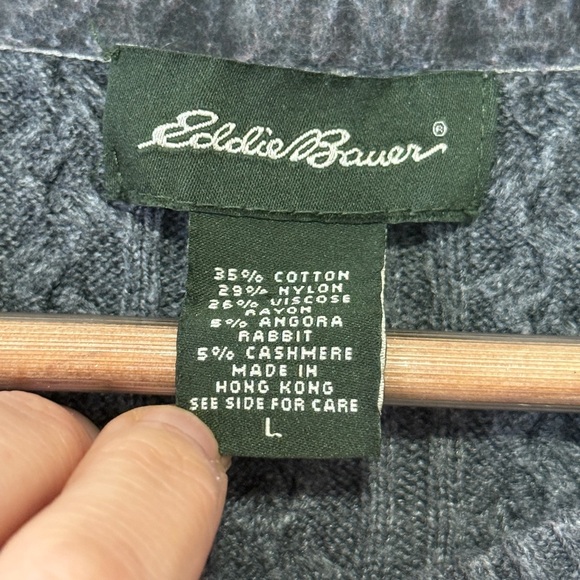 Eddie Bauer®
35% COTTON
29% NYLON
26% VISCOSE
RAYON
5% ANGORA
RABBIT
5% CASHMERE
MADE IN
HONG KONG
SEE SIDE FOR CARE
L